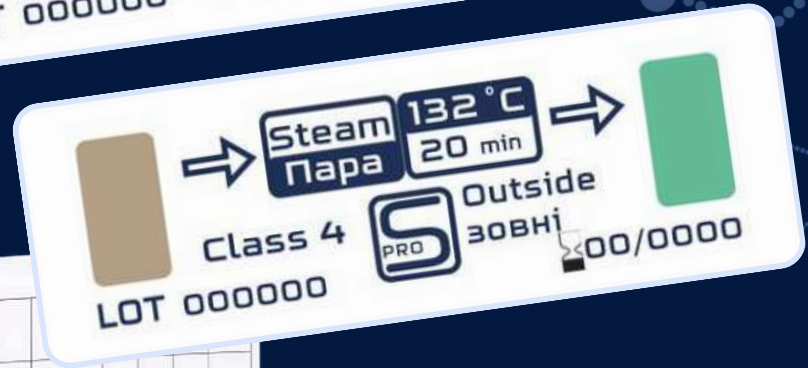 000000
Steam 132 °C
Пара 20 min
Class 4 PRO S Outside
ЗОВНі
LOT 000000 00/0000